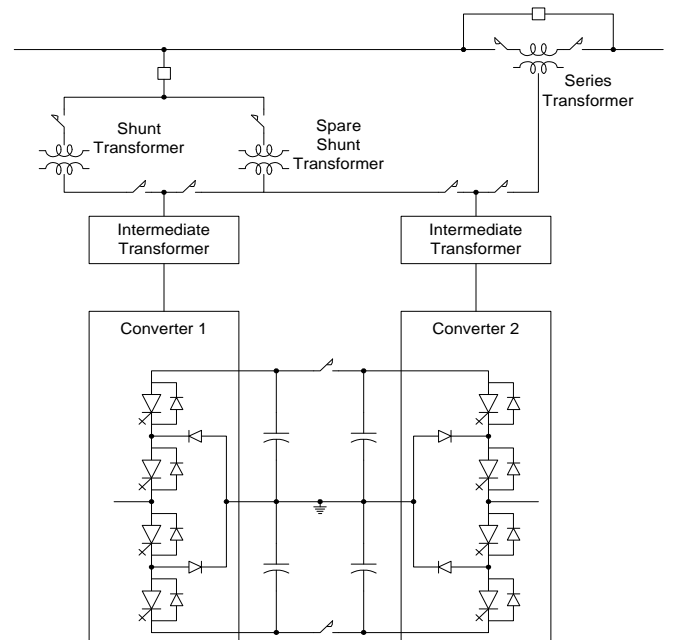 Series
Transformer
Shunt
Transformer
Spare
Shunt
Transformer
Intermediate
Transformer
Intermediate
Transformer
Converter 1
Converter 2